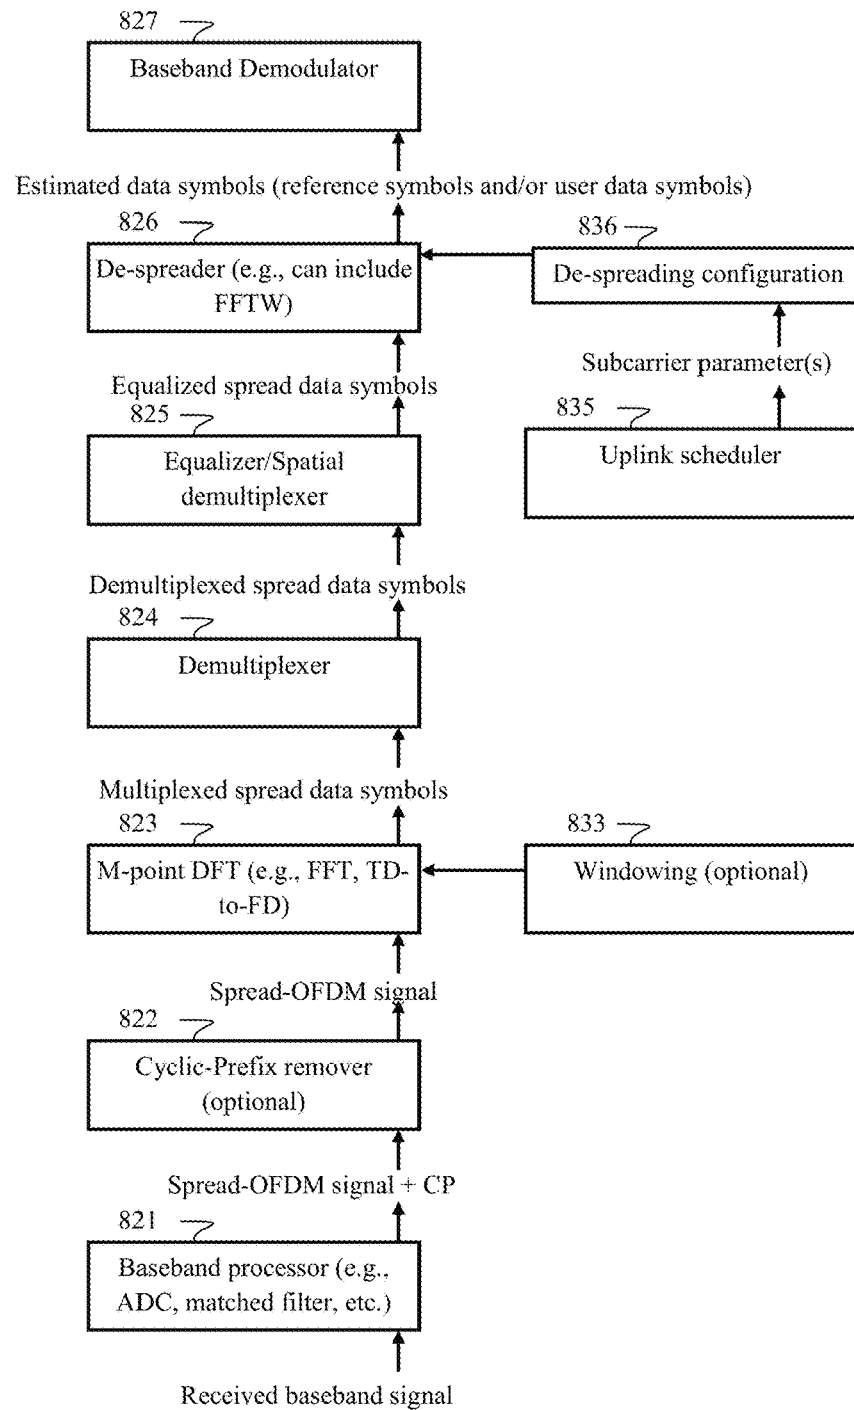 827
Baseband Demodulator
Estimated data symbols (reference symbols and/or user data symbols)
826
836
De-spreader (e.g., can include
FFTW)
De-spreading configuration
Subcarrier parameter(s)
Equalized spread data symbols
825
835
Equalizer/Spatial
demultiplexer
Uplink scheduler
Demultiplexed spread data symbols
824
Demultiplexer
Multiplexed spread data symbols
823
833
M-point DFT (e.g., FFT, TD-
to-FD)
Windowing (optional)
Spread-OFDM signal
822
Cyclic-Prefix remover
(optional)
Spread-OFDM signal + CP
821
Baseband processor (e.g.,
ADC, matched filter, etc.)
Received baseband signal